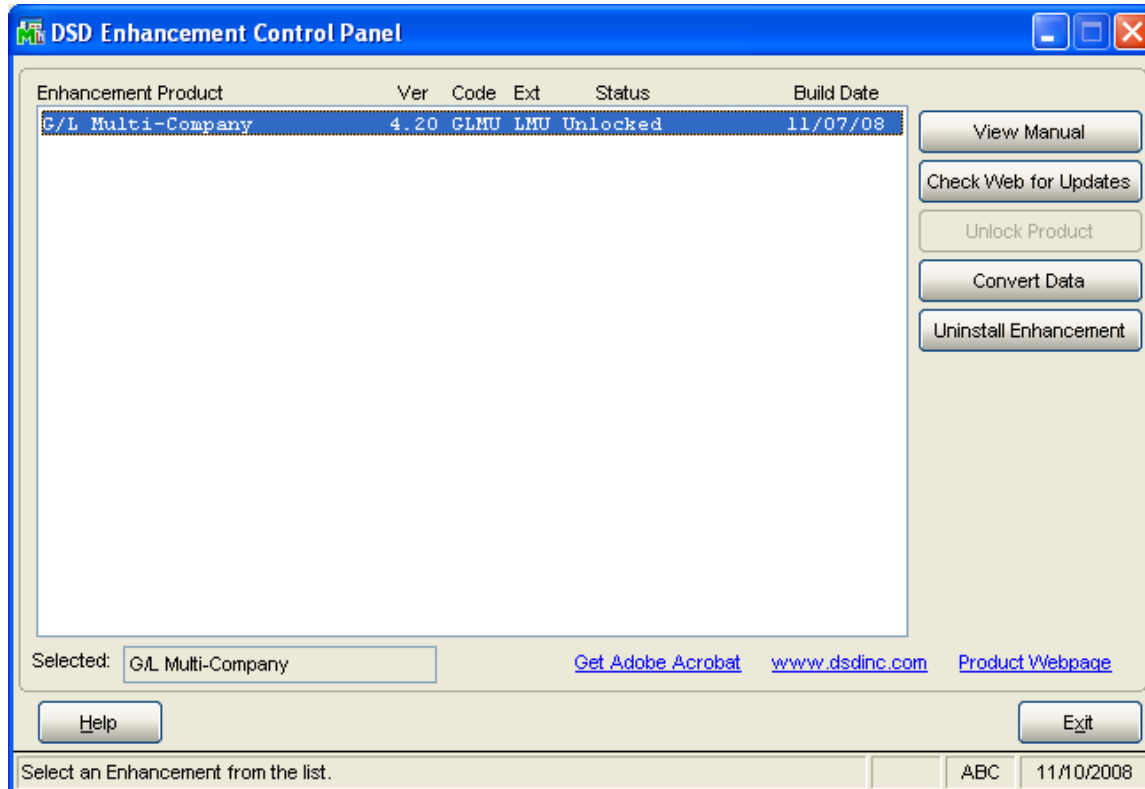 DSD Enhancement Control Panel
Enhancement Product Ver Code Ext Status Build Date
G/L Multi-Company 4.20 GLMU LMU Unlocked 11/07/08
View Manual
Check Web for Updates
Unlock Product
Convert Data
Uninstall Enhancement
Selected: G/L Multi-Company Get Adobe Acrobat www.dsdinc.com Product Webpage
Help Exit
Select an Enhancement from the list. ABC 11/10/2008